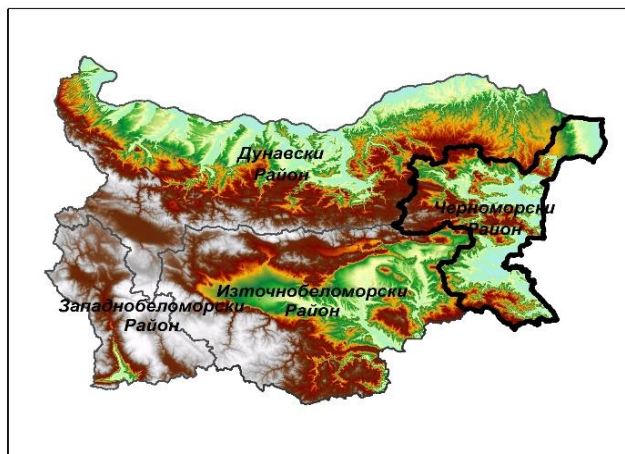 Дунавски
Район
Черноморски
Район
Източнобеломорски
Район
Западнобеломорски
Район